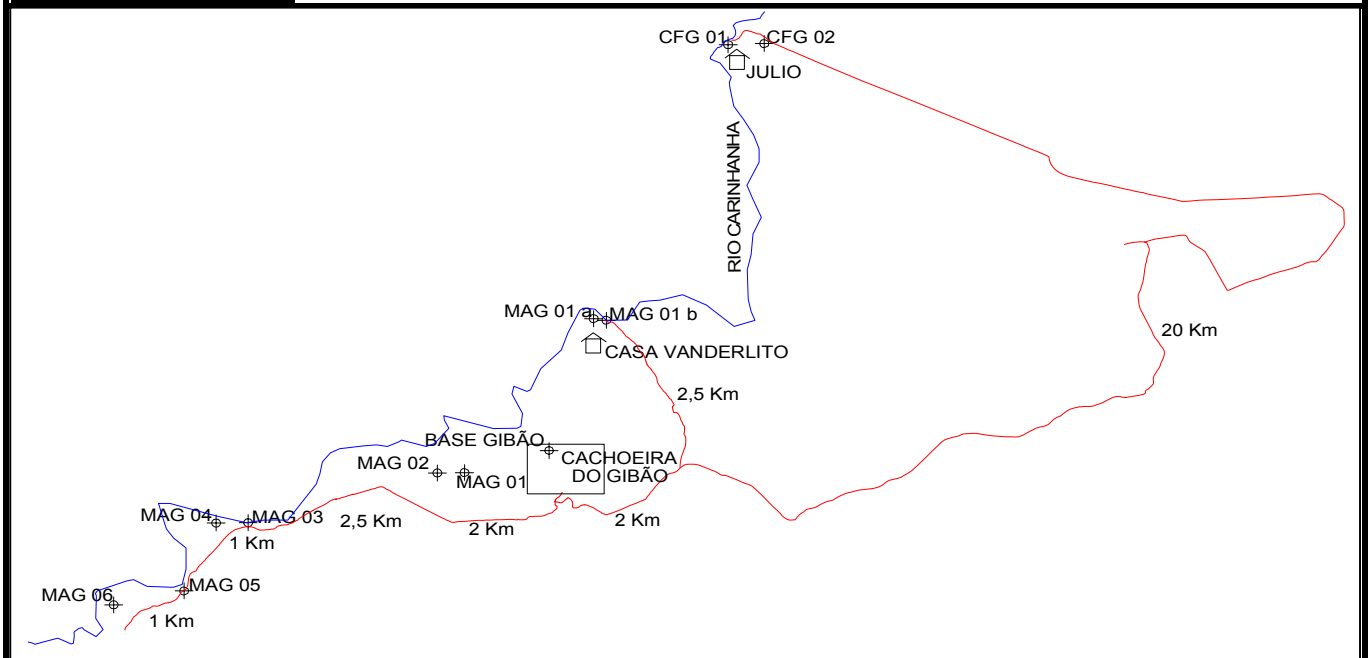 CFG 01
CFG 02
JULIO
RIO CARINHANHA
MAG 01 a
MAG 01 b
20 Km
CASA VANDERLITO
2,5 Km
BASE GIBÃO
CACHOEIRA
DO GIBÃO
MAG 02
MAG 01
MAG 04
MAG 03
2,5 Km
2 Km
2 Km
1 Km
MAG 05
MAG 06
1 Km